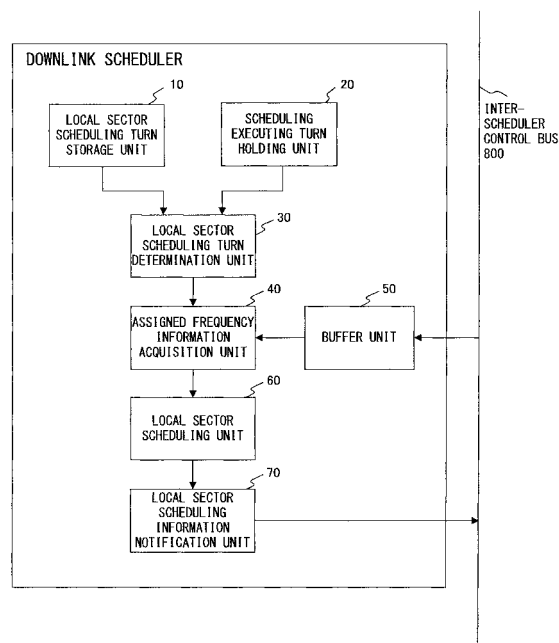 DOWNLINK SCHEDULER
10
LOCAL SECTOR
SCHEDULING TURN
STORAGE UNIT
20
SCHEDULING
EXECUTING TURN
HOLDING UNIT
INTER-
SCHEDULER
CONTROL BUS
800
30
LOCAL SECTOR
SCHEDULING TURN
DETERMINATION UNIT
40
ASSIGNED FREQUENCY
INFORMATION
ACQUISITION UNIT
50
BUFFER UNIT
60
LOCAL SECTOR
SCHEDULING UNIT
70
LOCAL SECTOR
SCHEDULING
INFORMATION
NOTIFICATION UNIT